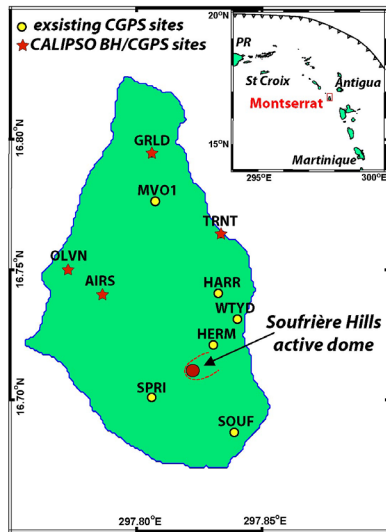 exsisting CGPS sites
CALIPSO BH/CGPS sites
20°N
PR
St Croix
Antigua
Montserrat
15°N
Martinique
295°E
300°E
16.80°N
GRLD
MVO1
TRNT
OLVN
16.75°N
AIRS
HARR
WTYD
HERM
Soufrière Hills
active dome
16.70°N
SPRI
SOUF
297.80°E
297.85°E